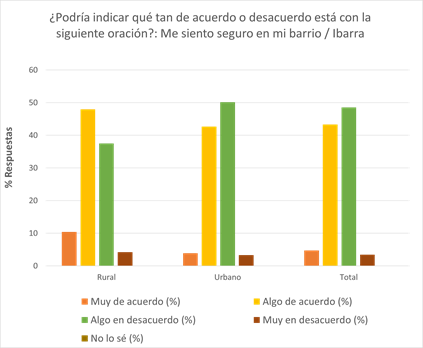 ¿Podría indicar qué tan de acuerdo o desacuerdo está con la
siguiente oración?: Me siento seguro en mi barrio / Ibarra
60
50
40
30
20
10
0
% Respuestas
Rural Urbano Total
Muy de acuerdo (%) Algo de acuerdo (%)
Algo en desacuerdo (%) Muy en desacuerdo (%)
No lo sé (%)